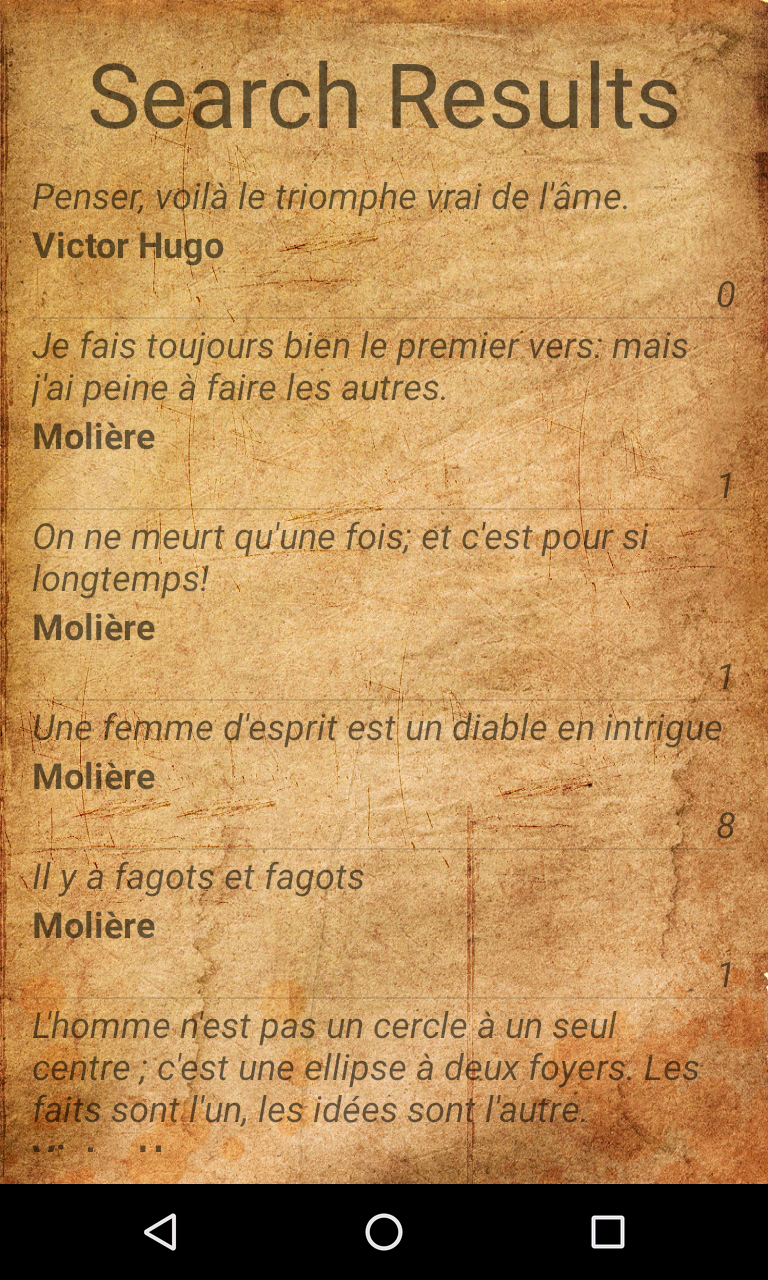 Search Results
Penser, voilà le triomphe vrai de l'âme.
Victor Hugo
0
Je fais toujours bien le premier vers: mais
j'ai peine à faire les autres.
Molière
1
On ne meurt qu'une fois; et c'est pour si
longtemps!
Molière
1
Une femme d'esprit est un diable en intrigue
Molière
8
Il y a fagots et fagots
Molière
1
L'homme n'est pas un cercle à un seul
centre ; c'est une ellipse à deux foyers. Les
faits sont l'un, les idées sont l'autre.